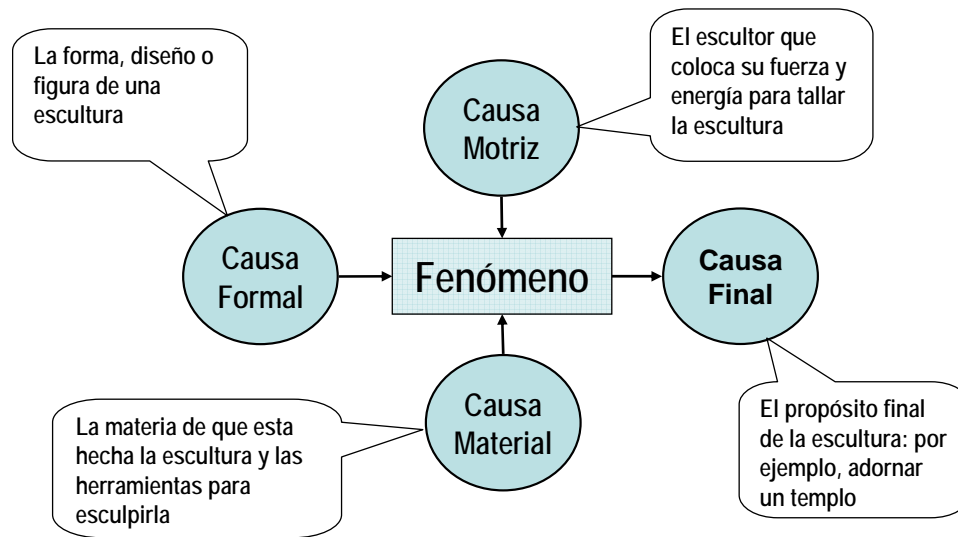 La forma, diseño o
figura de una
escultura
El escultor que
coloca su fuerza y
energía para tallar
la escultura
Causa
Motriz
Causa
Formal
Fenómeno
Causa
Final
Causa
Material
La materia de que esta
hecha la escultura y las
herramientas para
esculpirla
El propósito final
de la escultura: por
ejemplo, adornar
un templo